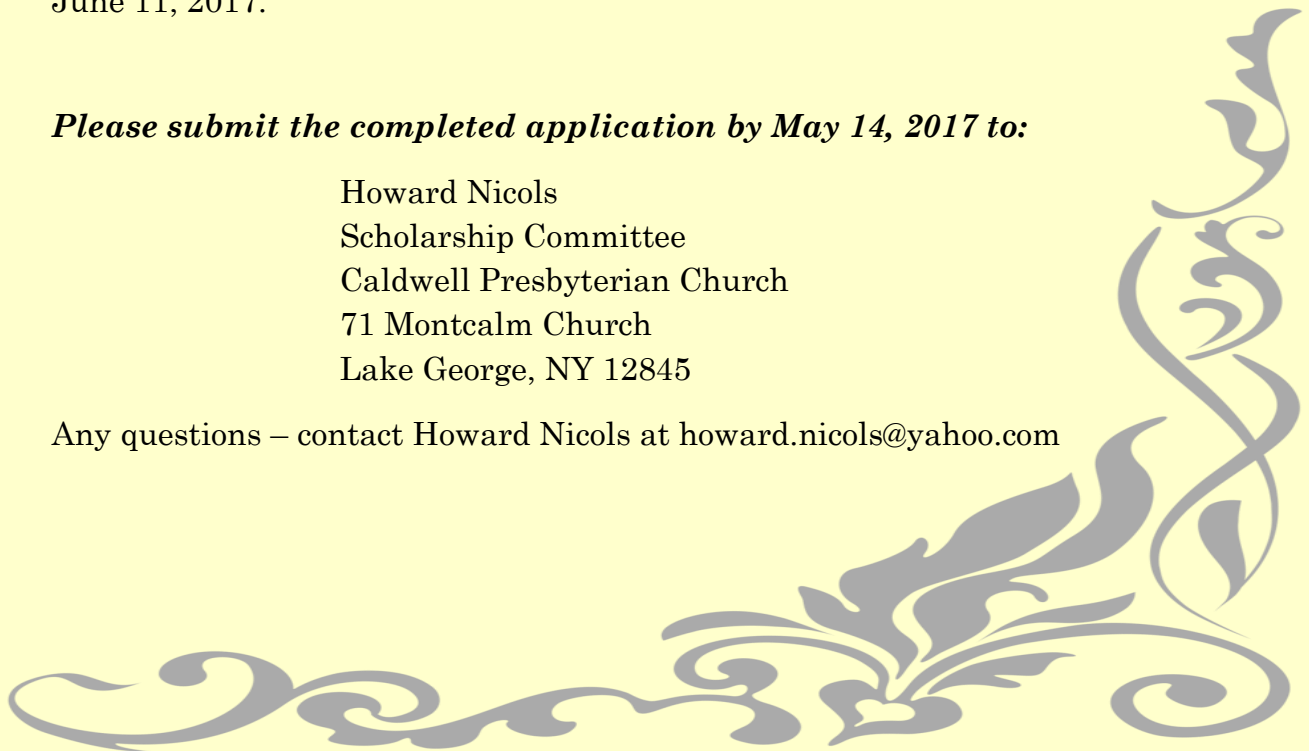 June 11, 2017.
Please submit the completed application by May 14, 2017 to:
Howard Nicols
Scholarship Committee
Caldwell Presbyterian Church
71 Montcalm Church
Lake George, NY 12845
Any questions – contact Howard Nicols at howard.nicols@yahoo.com